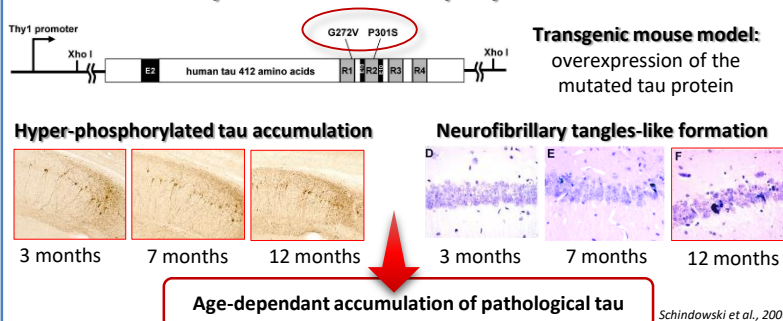 Thy1 promoter
G272V P301S
Xho I
Xho I
E2
human tau 412 amino acids
R1
R2
R3
R4
Transgenic mouse model:
overexpression of the
mutated tau protein
Hyper-phosphorylated tau accumulation
Neurofibrillary tangles-like formation
D
E
F
3 months
7 months
12 months
3 months
7 months
12 months
Age-dependant accumulation of pathological tau
Schindowski et al., 200